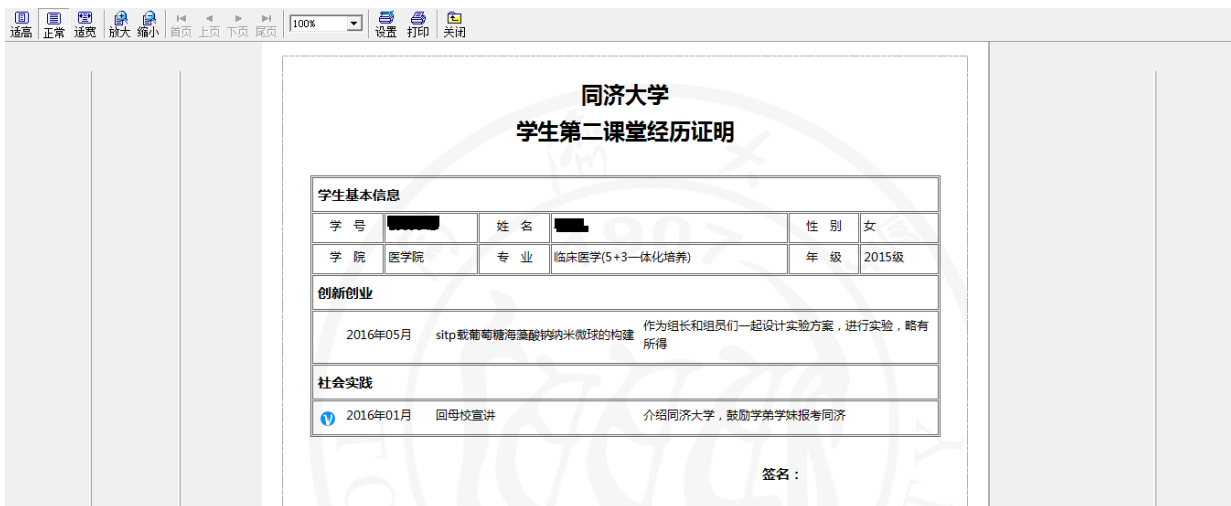 适高 正常 适宽 放大 缩小 首页 上页 下页 尾页 100% 设置 打印 关闭
同济大学
学生第二课堂经历证明
学生基本信息
学 号 姓 名 性 别 女
学 院 医学院 专 业 临床医学(5+3一体化培养) 年 级 2015级
创新创业
2016年05月 sitp载葡萄糖海藻酸钠纳米微球的构建 作为组长和组员们一起设计实验方案，进行实验，略有
所得
社会实践
2016年01月 回母校宣讲 介绍同济大学，鼓励学弟学妹报考同济
签名：
1907